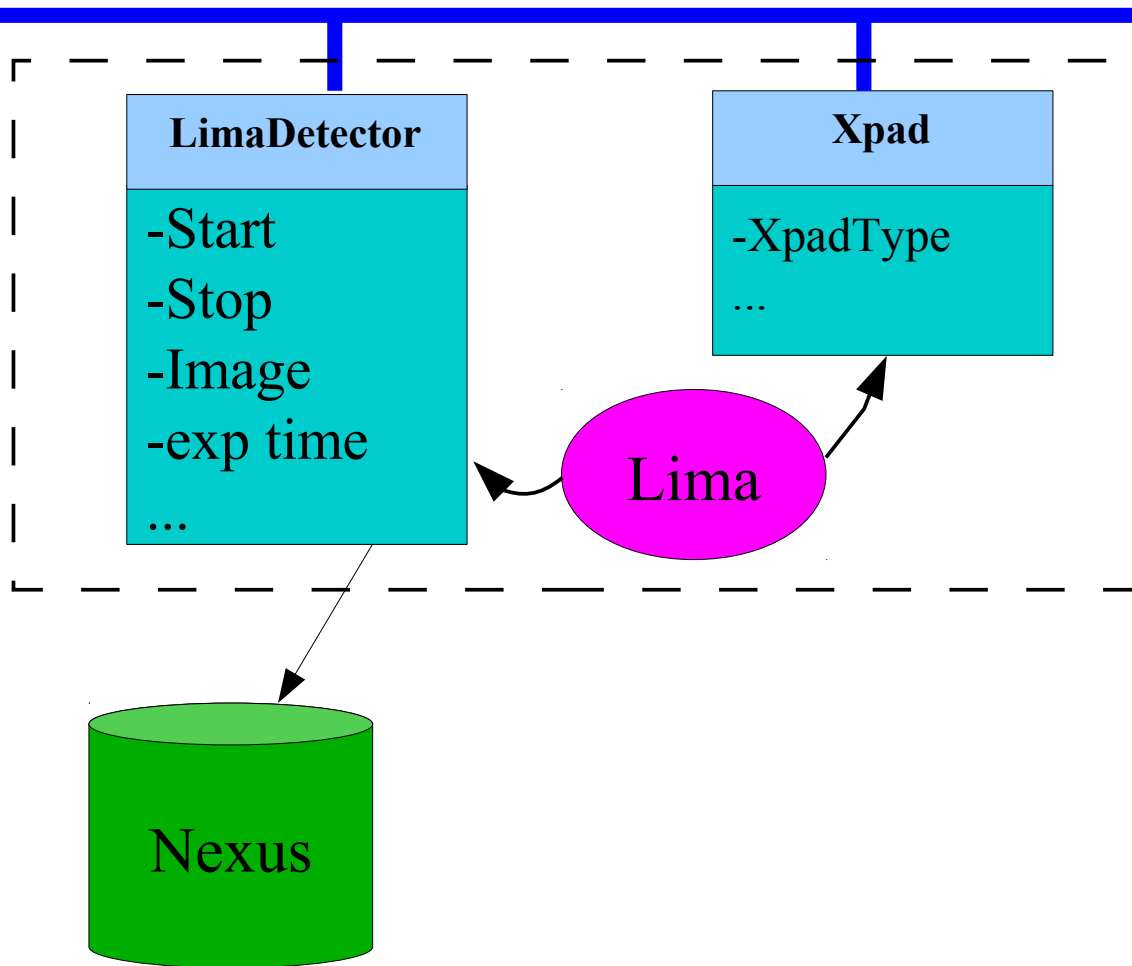 LimaDetector
-Start
-Stop
-Image
-exp time
...
Xpad
-XpadType
...
Lima
Nexus